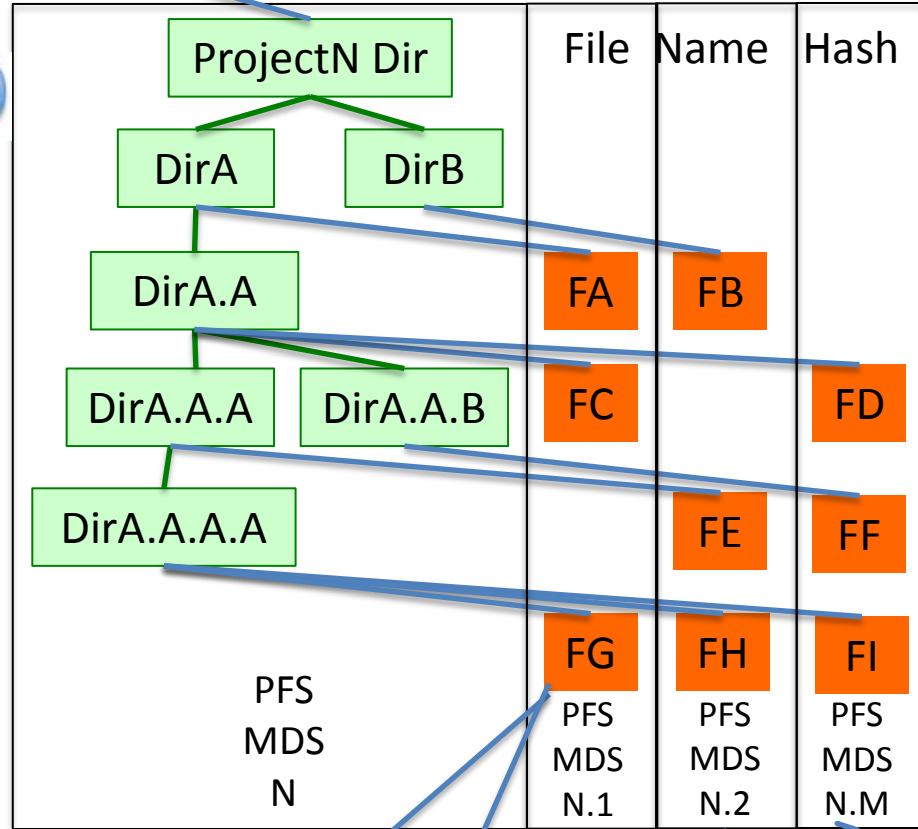 ProjectN Dir
File Name Hash
DirA
DirB
DirA.A
FA
FB
DirA.A.A
DirA.A.B
FC
FD
DirA.A.A.A
FE
FF
FG
FH
FI
PFS
MDS
N
PFS
MDS
N.1
PFS
MDS
N.2
PFS
MDS
N.M